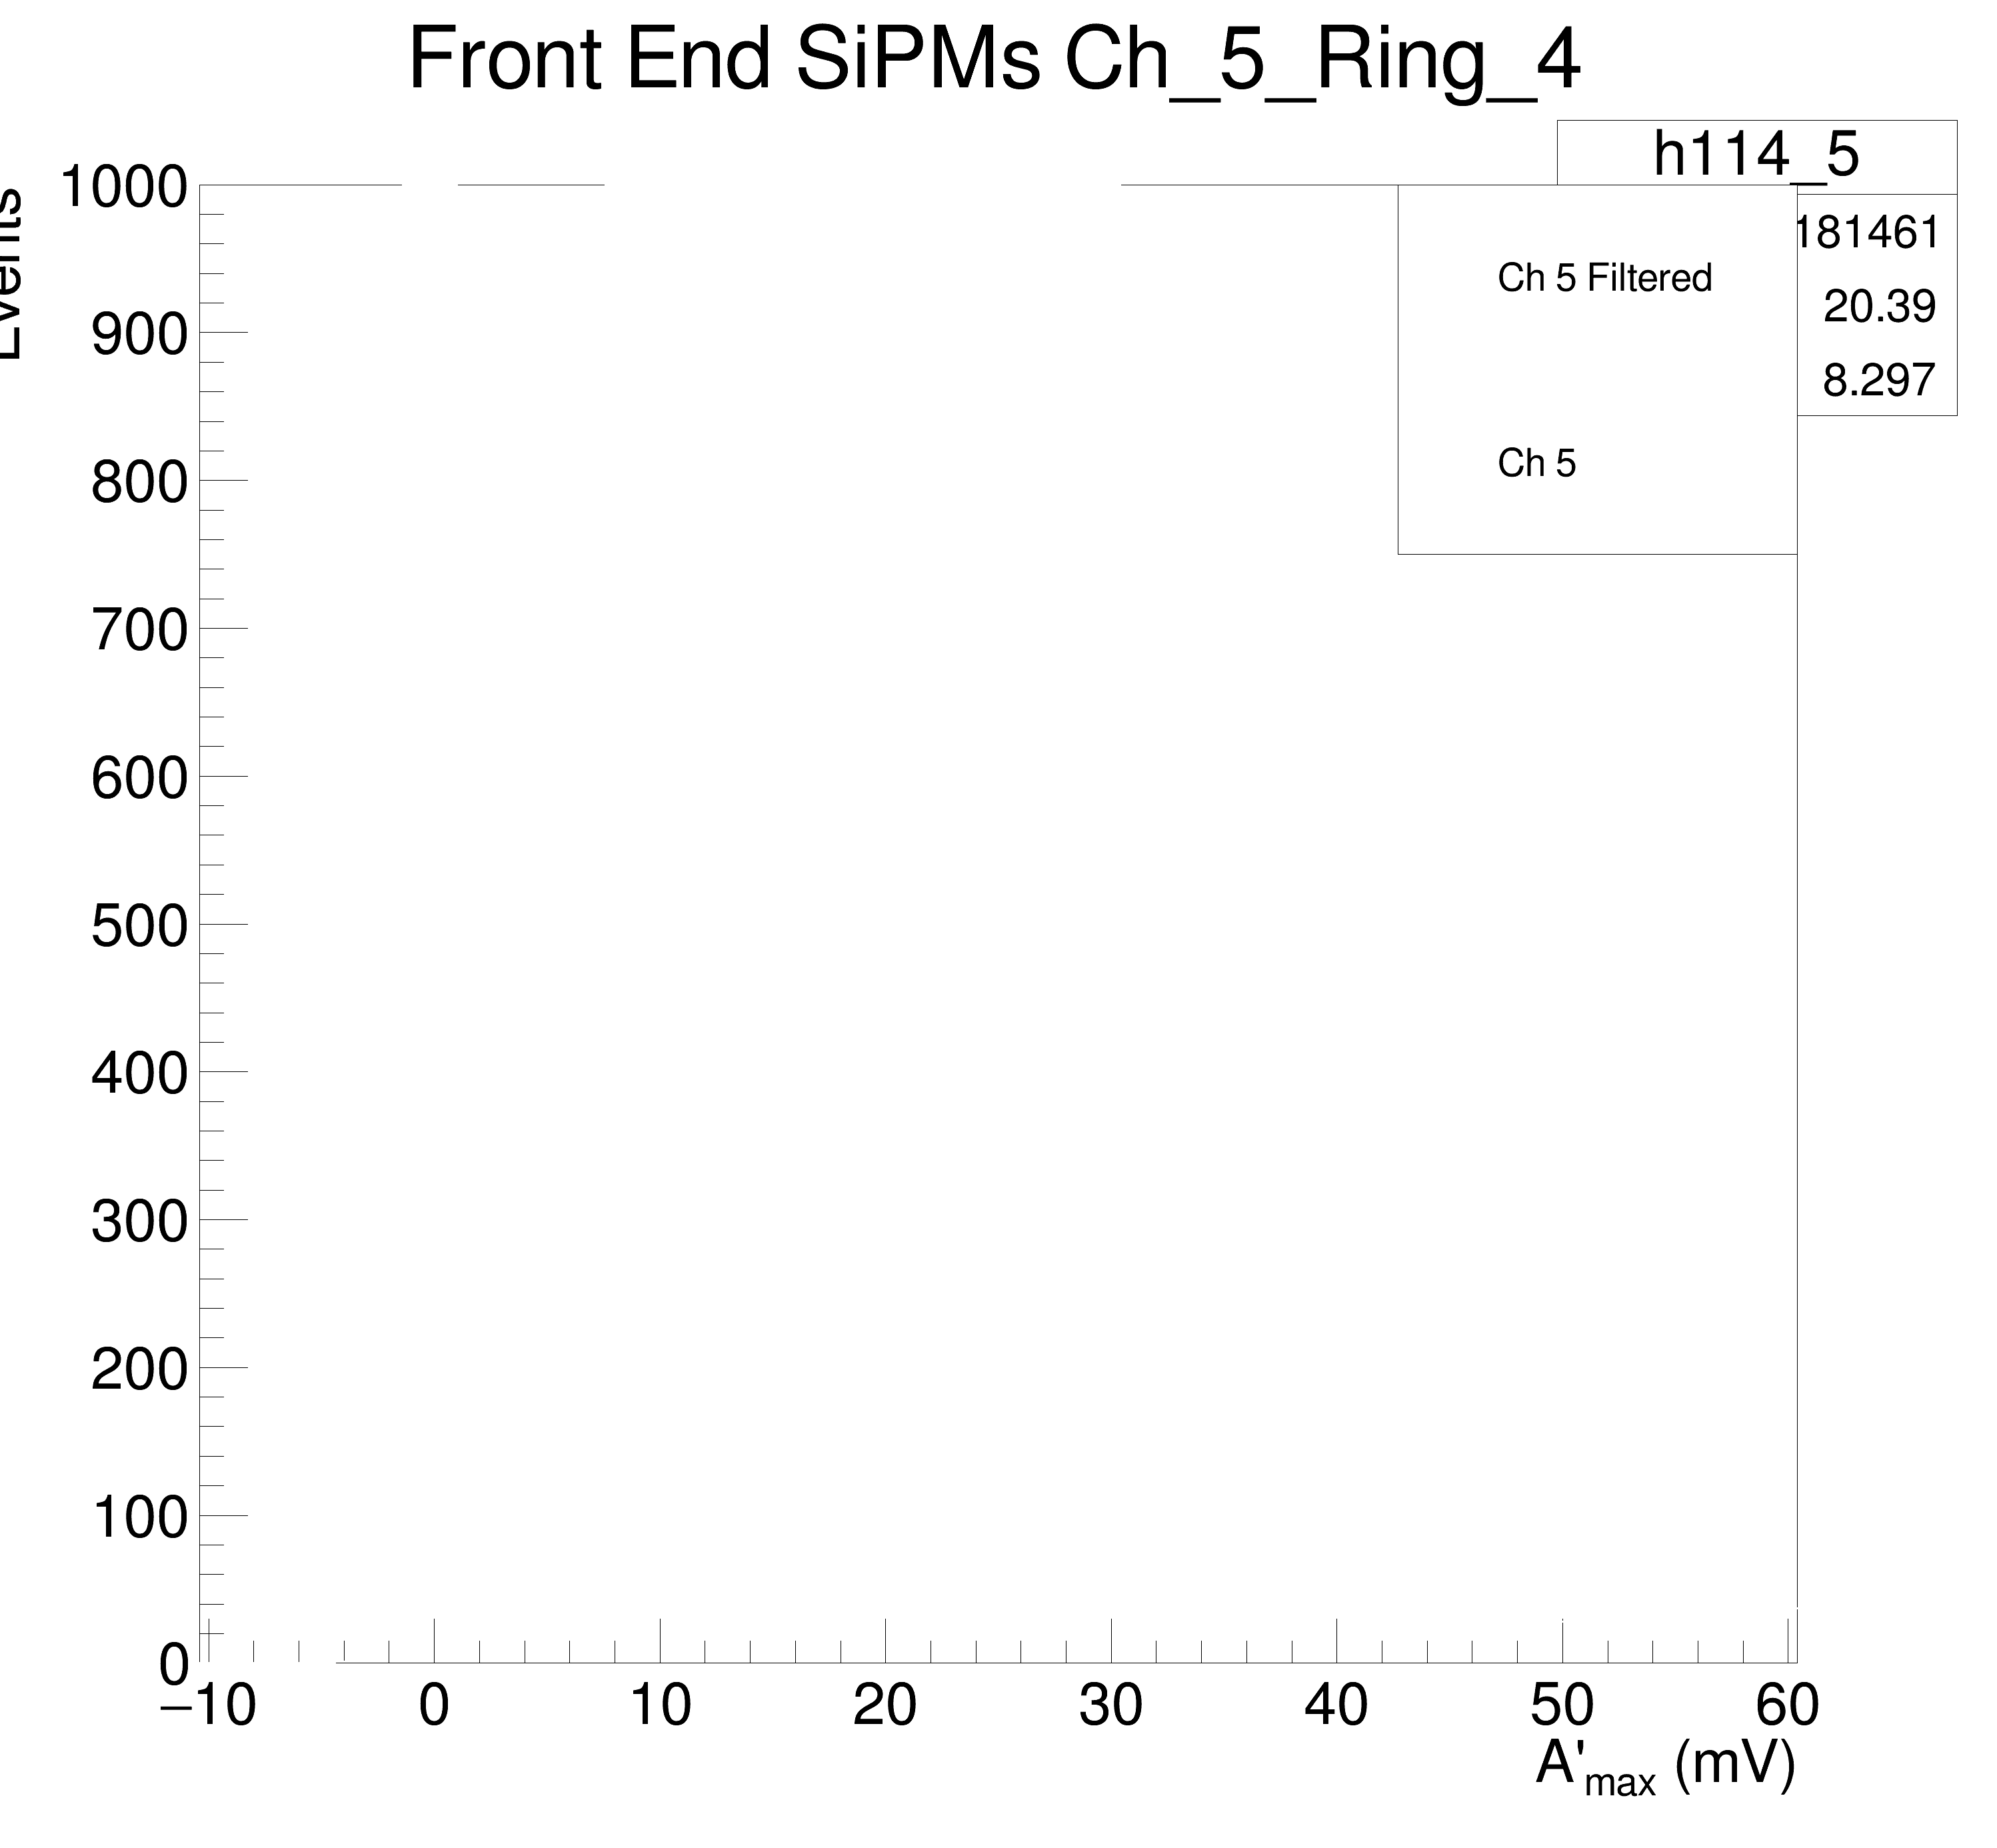 Front End SiPMs Ch_5_Ring_4
h114_5
181461
20.39
8.297
Ch 5 Filtered
Ch 5
Events
1000
900
800
700
600
500
400
300
200
100
0
−10 0 10 20 30 40 50 60
A'max (mV)